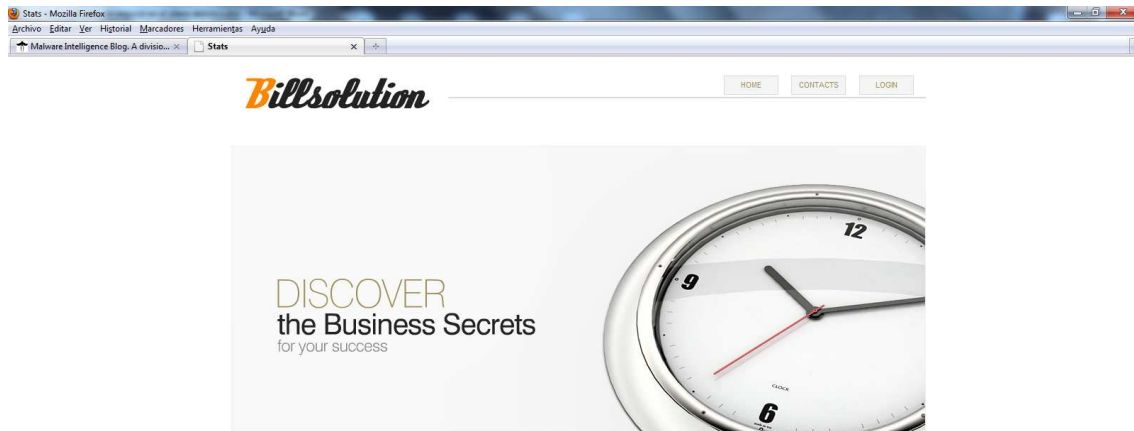 Stats - Mozilla Firefox
Archivo Editar Ver Historial Marcadores Herramientas Ayuda
Malware Intelligence Blog. A divisio... Stats
Billsolution
HOME CONTACTS LOGIN
12
9
DISCOVER
the Business Secrets
for your success
CLOCK
6